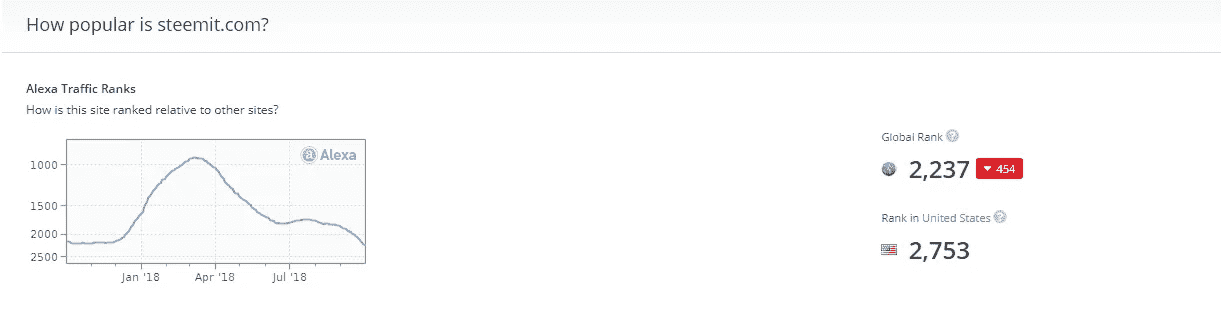 How popular is steemit.com?
Alexa Traffic Ranks
How is this site ranked relative to other sites?
Alexa
1000
1500
2000
2500
Jan '18 Apr '18 Jul '18
Global Rank ?
2,237 454
Rank in United States ?
2,753